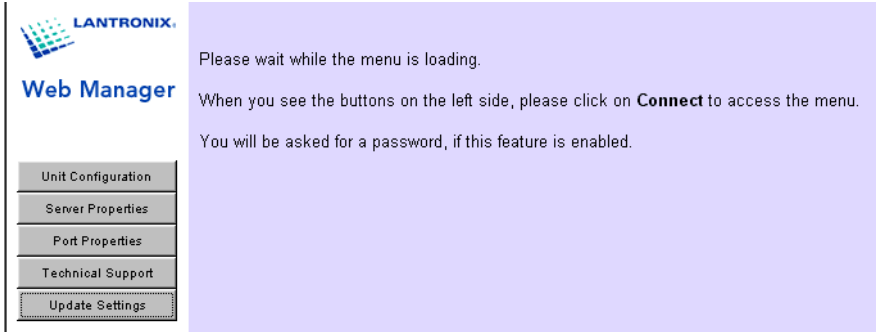 LANTRONIX®
Web Manager
Please wait while the menu is loading.
When you see the buttons on the left side, please click on Connect to access the menu.
You will be asked for a password, if this feature is enabled.
Unit Configuration
Server Properties
Port Properties
Technical Support
Update Settings